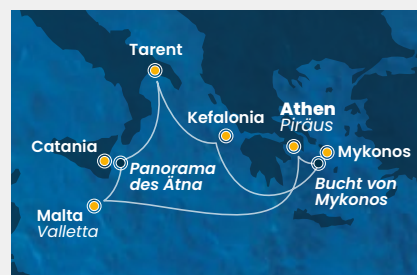 Tarent
Kefalonia
Athen
Piräus
Catania
Mykonos
Panorama
des Ätna
Bucht von
Mykonos
Malta
Valletta